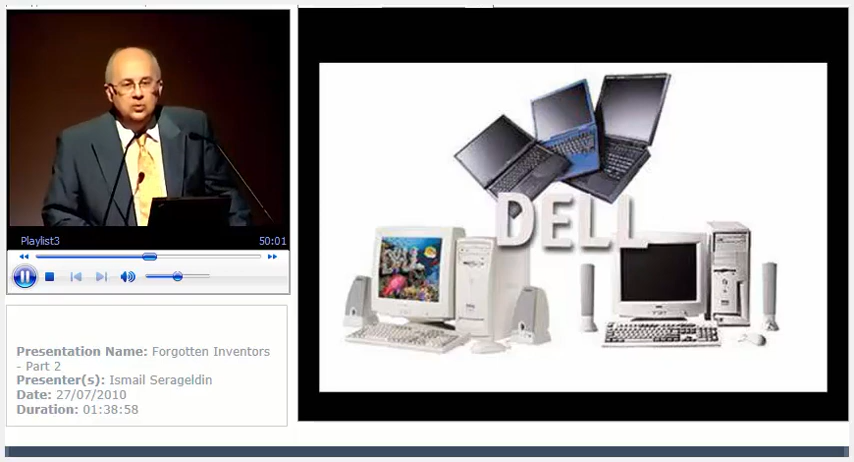 Playlist3 50:01
Presentation Name: Forgotten Inventors
- Part 2
Presenter(s): Ismail Serageldin
Date: 27/07/2010
Duration: 01:38:58
DELL
DELL